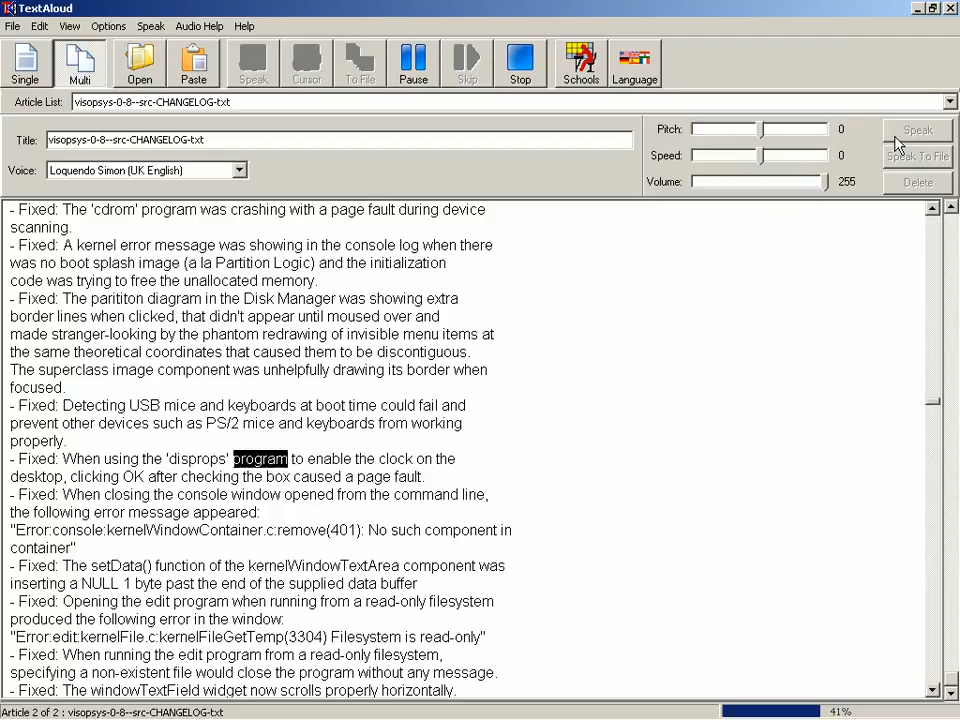 TextAloud
File Edit View Options Speak Audio Help Help
Single Multi Open Paste Speak Cursor To File Pause Skip Stop Schools Language
Article List: visopsys-0-8--src-CHANGELOG-txt
Title: visopsys-0-8--src-CHANGELOG-txt
Voice: Loquendo Simon (UK English)
Pitch: 0 Speak
Speed: 0 Speak To File
Volume: 255 Delete
- Fixed: The 'cdrom' program was crashing with a page fault during device
scanning.
- Fixed: A kernel error message was showing in the console log when there
was no boot splash image (a la Partition Logic) and the initialization
code was trying to free the unallocated memory.
- Fixed: The parititon diagram in the Disk Manager was showing extra
border lines when clicked, that didn't appear until moused over and
made stranger-looking by the phantom redrawing of invisible menu items at
the same theoretical coordinates that caused them to be discontiguous.
The superclass image component was unhelpfully drawing its border when
focused.
- Fixed: Detecting USB mice and keyboards at boot time could fail and
prevent other devices such as PS/2 mice and keyboards from working
properly.
- Fixed: When using the 'disprops' program to enable the clock on the
desktop, clicking OK after checking the box caused a page fault.
- Fixed: When closing the console window opened from the command line,
the following error message appeared:
"Error:console:kernelWindowContainer.c:remove(401): No such component in
container"
- Fixed: The setData() function of the kernelWindowTextArea component was
inserting a NULL 1 byte past the end of the supplied data buffer
- Fixed: Opening the edit program when running from a read-only filesystem
produced the following error in the window:
"Error:edit:kernelFile.c:kernelFileGetTemp(3304) Filesystem is read-only"
- Fixed: When running the edit program from a read-only filesystem,
specifying a non-existent file would close the program without any message.
- Fixed: The windowTextField widget now scrolls properly horizontally.
Article 2 of 2 : visopsys-0-8--src-CHANGELOG-txt 41%